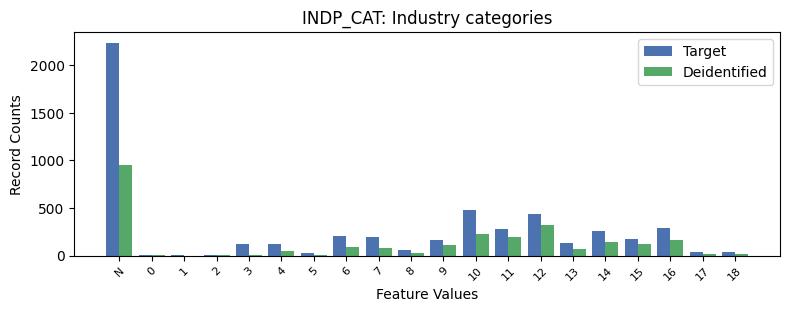 INDP_CAT: Industry categories
Target
Deidentified
Record Counts
2000
1500
1000
500
0
N 0 1 2 3 4 5 6 7 8 9 10 11 12 13 14 15 16 17 18
Feature Values